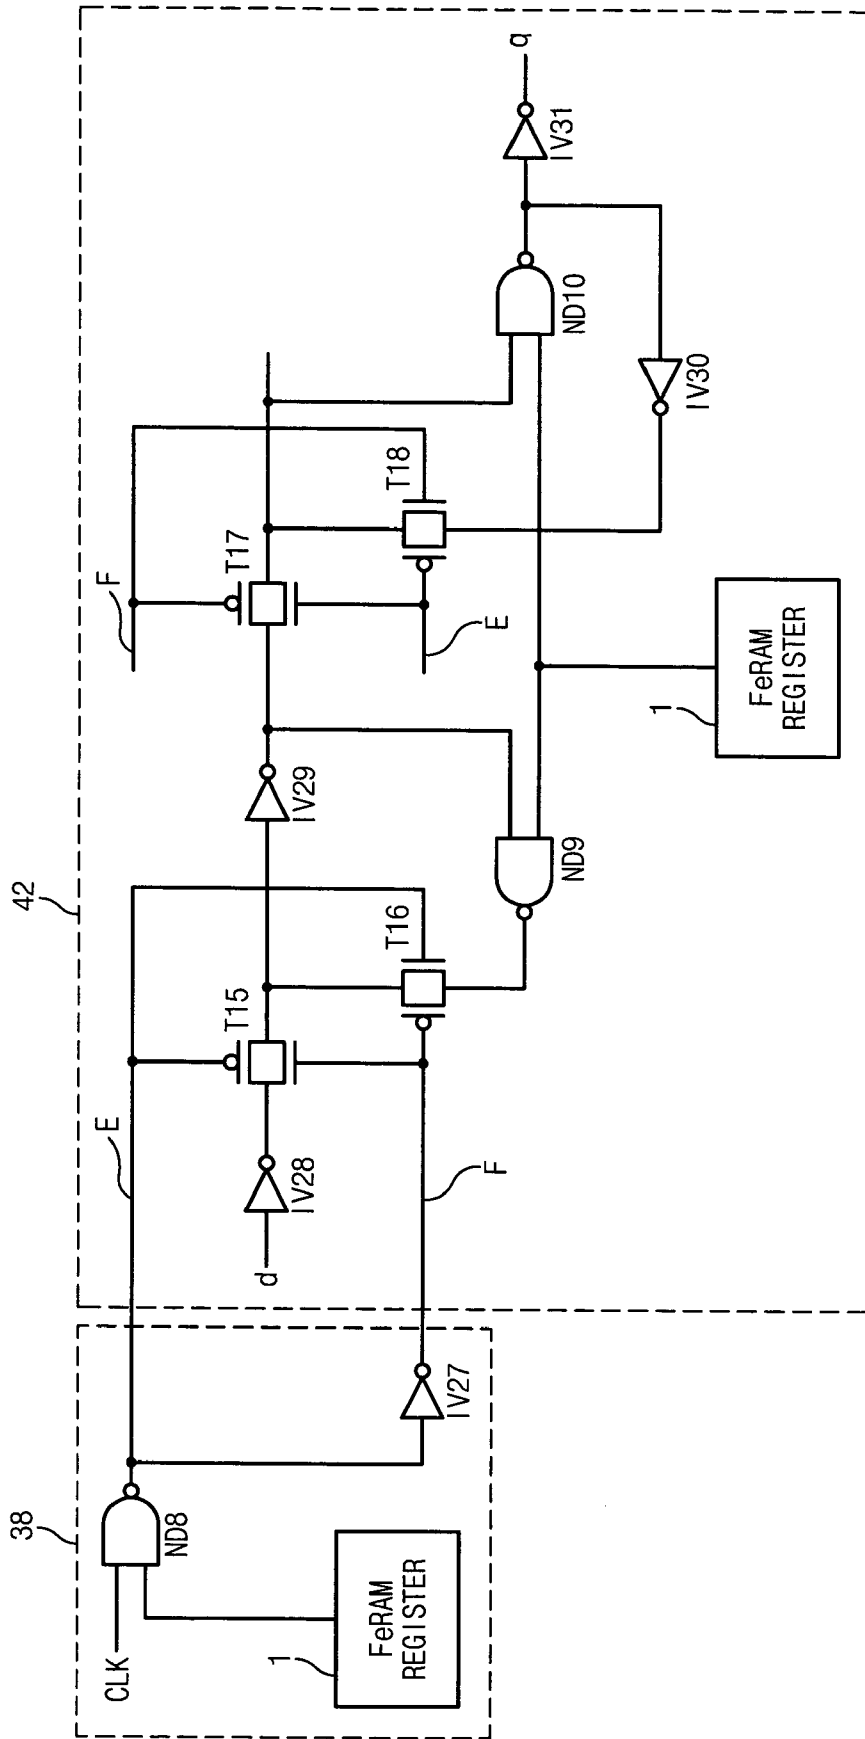 38
42
CLK
ND8
1
FeRAM
REGISTER
IV27
E
F
d
IV28
T15
T16
IV29
ND9
F
E
T17
T18
1
FeRAM
REGISTER
ND10
IV30
IV31
q